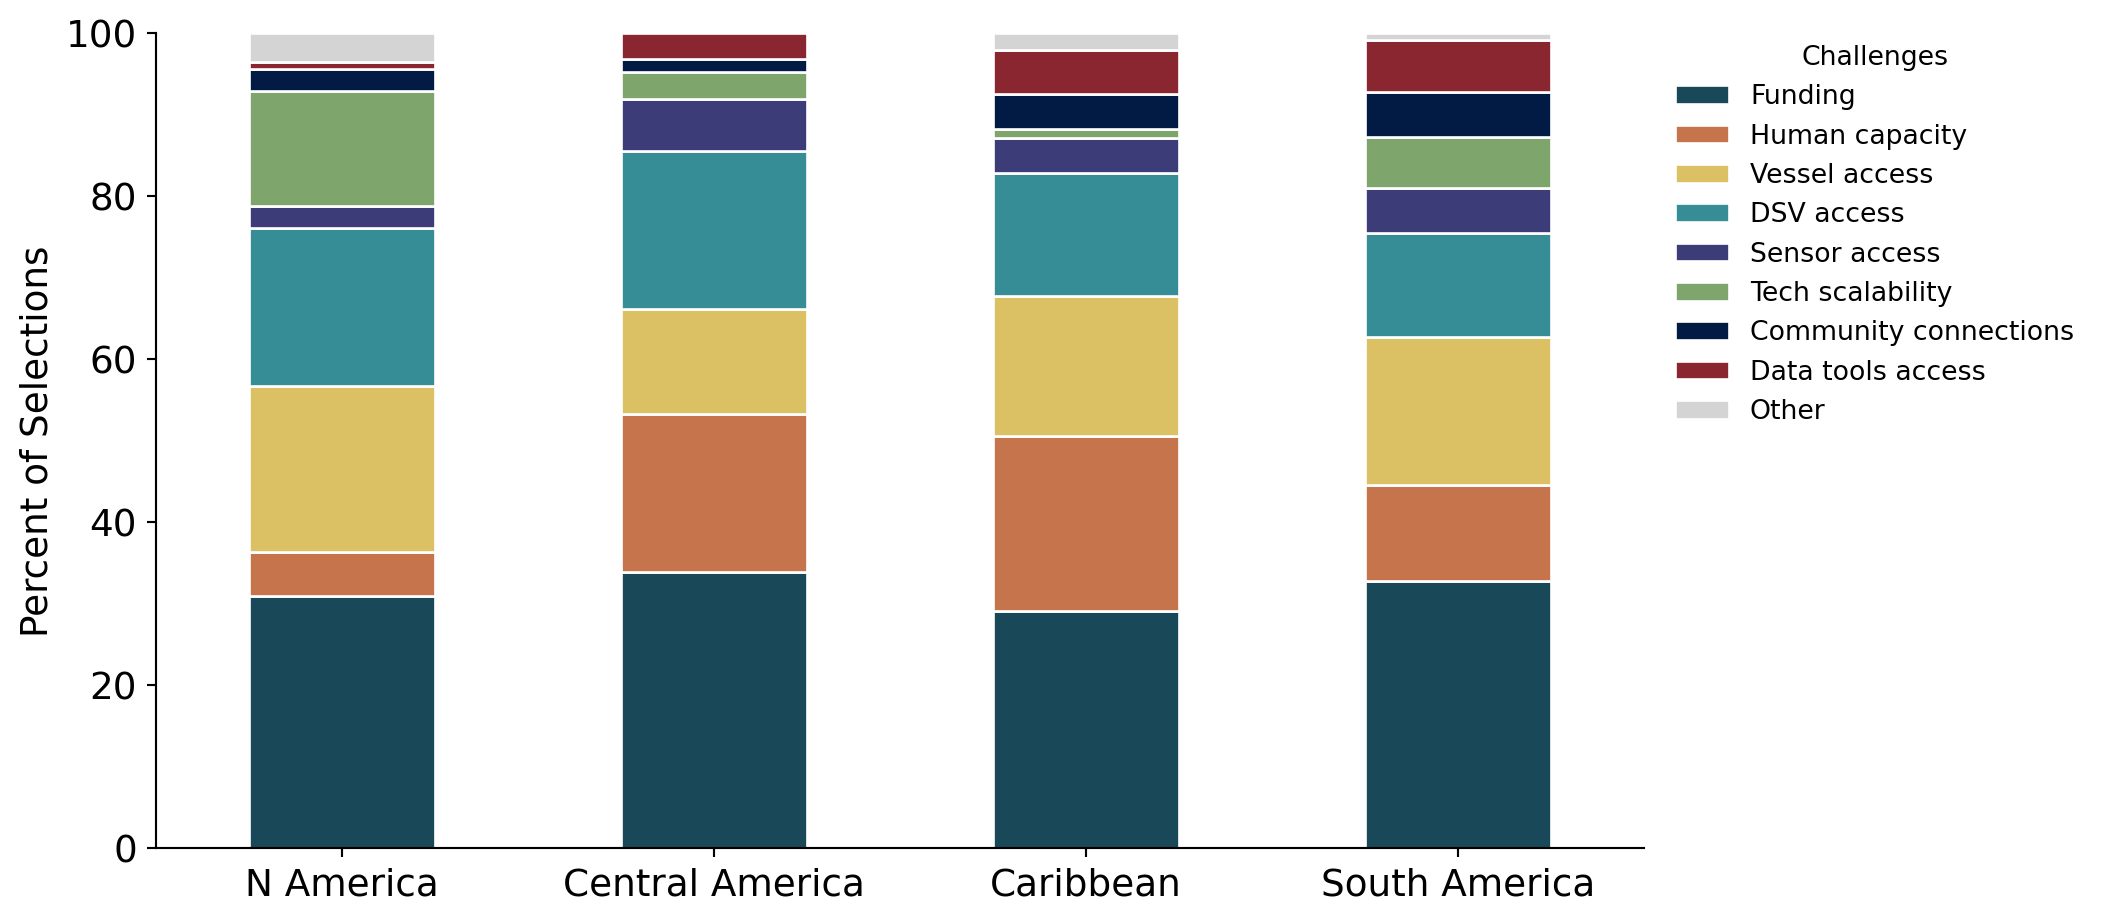 Percent of Selections
100
80
60
40
20
0
N America
Central America
Caribbean
South America
Challenges
Funding
Human capacity
Vessel access
DSV access
Sensor access
Tech scalability
Community connections
Data tools access
Other